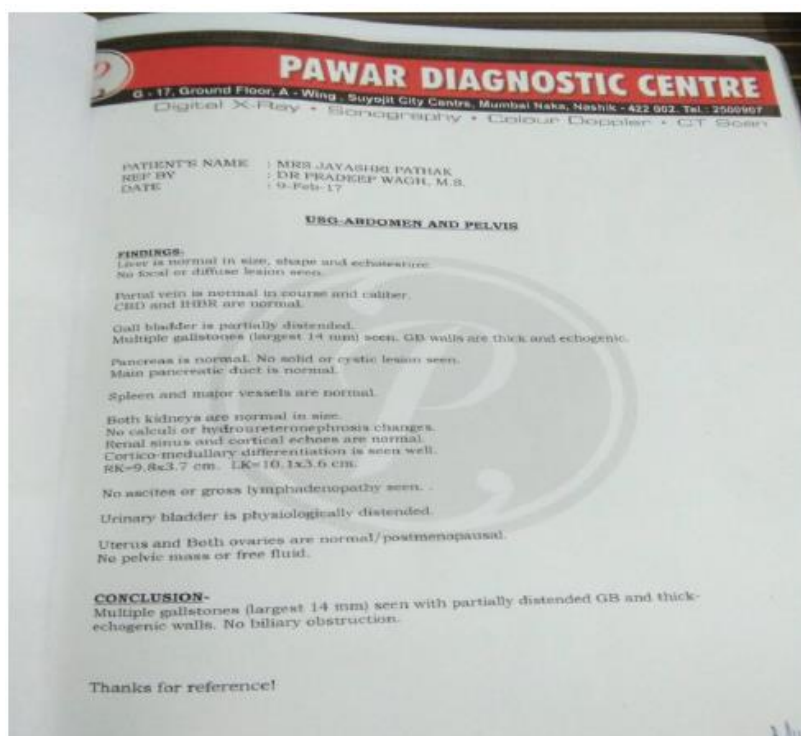 PAWAR DIAGNOSTIC CENTRE
G - 17, Ground Floor, A - Wing, Suyojit City Centre, Mumbai Naka, Nashik - 422 002. Tel : 2500907
Digital X-Ray • Sonography • Colour Doppler • CT Scan
PATIENT'S NAME : MRS JAYASHRI PATHAK
REF BY : DR PRADEEP WAGH, M.S.
DATE : 9-Feb-17
USG-ABDOMEN AND PELVIS
FINDINGS-
Liver is normal in size, shape and echotexture.
No focal or diffuse lesion seen.
Portal vein is normal in course and caliber.
CBD and IHBR are normal.
Gall bladder is partially distended.
Multiple gallstones (largest 14 mm) seen. GB walls are thick and echogenic.
Pancreas is normal. No solid or cystic lesion seen.
Main pancreatic duct is normal.
Spleen and major vessels are normal.
Both kidneys are normal in size.
No calculi or hydroureteronephrosis changes.
Renal sinus and cortical echoes are normal.
Cortico-medullary differentiation is seen well.
RK=9.8x3.7 cm. LK=10.1x3.6 cm.
No ascites or gross lymphadenopathy seen. .
Urinary bladder is physiologically distended.
Uterus and Both ovaries are normal/postmenopausal.
No pelvic mass or free fluid.
CONCLUSION-
Multiple gallstones (largest 14 mm) seen with partially distended GB and thick-
echogenic walls. No biliary obstruction.
Thanks for reference!